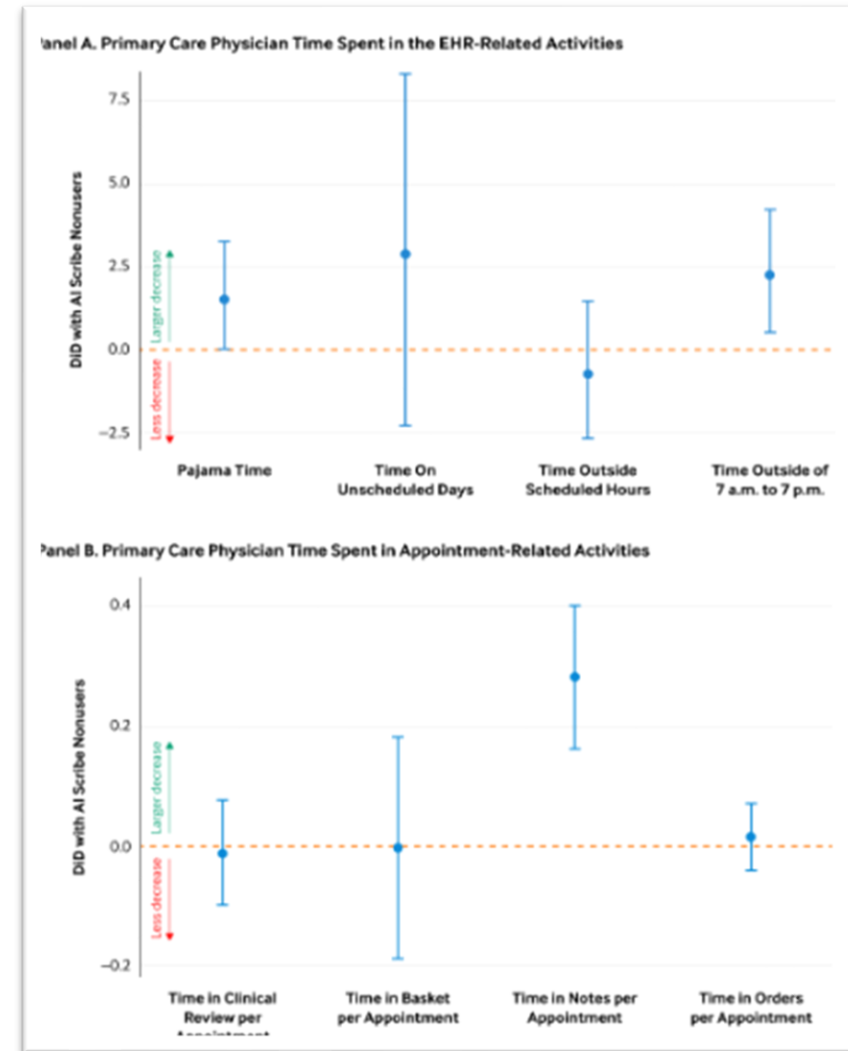 anel A. Primary Care Physician Time Spent in the EHR-Related Activities
7.5
5.0
2.5
0.0
−2.5
DiD with AI Scribe Nonusers
Larger decrease
Less decrease
Pajama Time
Time On
Unscheduled Days
Time Outside
Scheduled Hours
Time Outside of
7 a.m. to 7 p.m.
Panel B. Primary Care Physician Time Spent in Appointment-Related Activities
0.4
0.2
0.0
−0.2
DiD with AI Scribe Nonusers
Larger decrease
Less decrease
Time in Clinical
Review per
Time in Basket
per Appointment
Time in Notes per
Appointment
Time in Orders
per Appointment